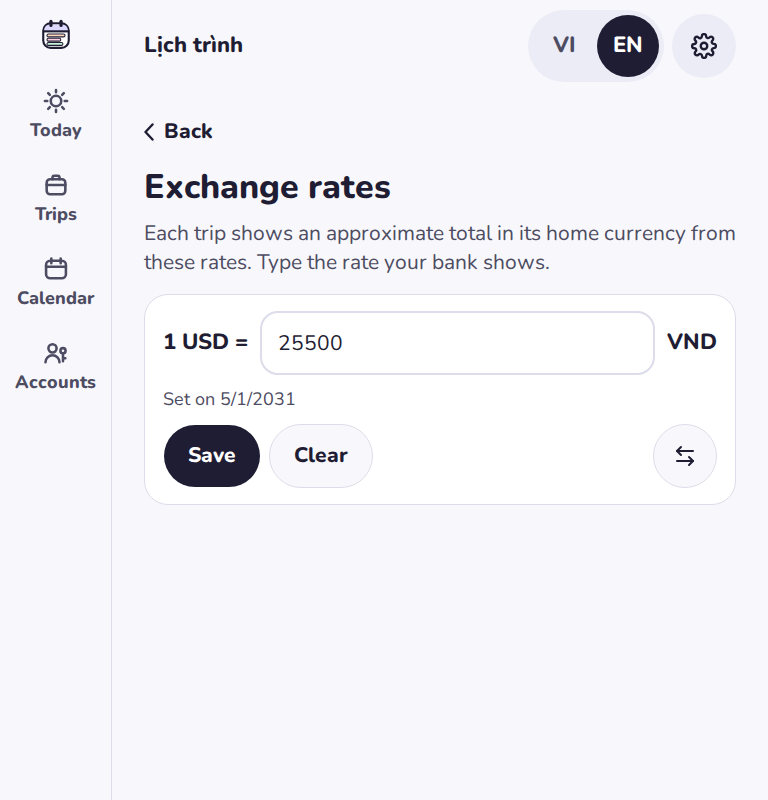 Lịch trình
VI
EN
Today
Trips
Calendar
Accounts
Back
Exchange rates
Each trip shows an approximate total in its home currency from
these rates. Type the rate your bank shows.
1 USD = 25500 VND
Set on 5/1/2031
Save
Clear